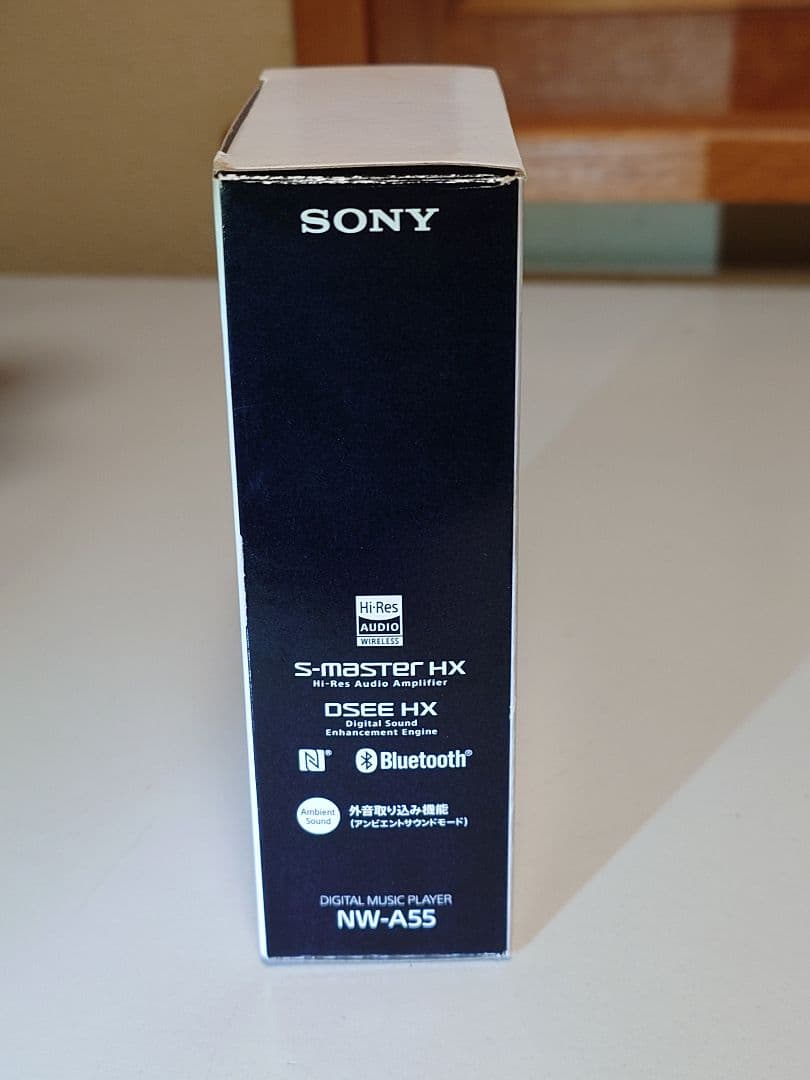 SONY
Hi-Res
AUDIO
WIRELESS
S-MASTER HX
Hi-Res Audio Amplifier
DSEE HX
Digital Sound
Enhancement Engine
N® Bluetooth®
Ambient
Sound
外音取り込み機能
(アンビエントサウンドモード)
DIGITAL MUSIC PLAYER
NW-A55